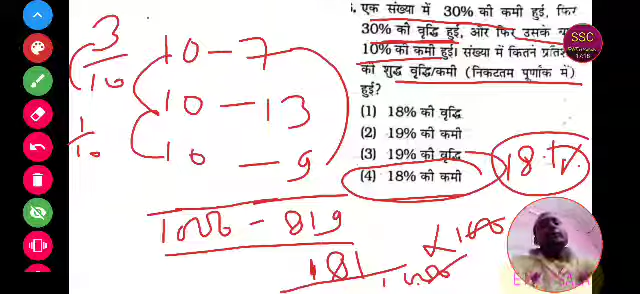 एक संख्या में 30% की कमी हुई, फिर
30% की वृद्धि हुई, और फिर उसके
10% की कमी हुई। संख्या में कितने
की शुद्ध वृद्धि/कमी (निकटतम पूर्णांक में)
हुई?
(1) 18% की वृद्धि
(2) 19% की कमी
(3) 19% की वृद्धि
(4) 18% की कमी
SSC
3/10
10 - 7
10 - 13
1/10
10 - 9
1000 - 819
181
1000
× 100
18.1%